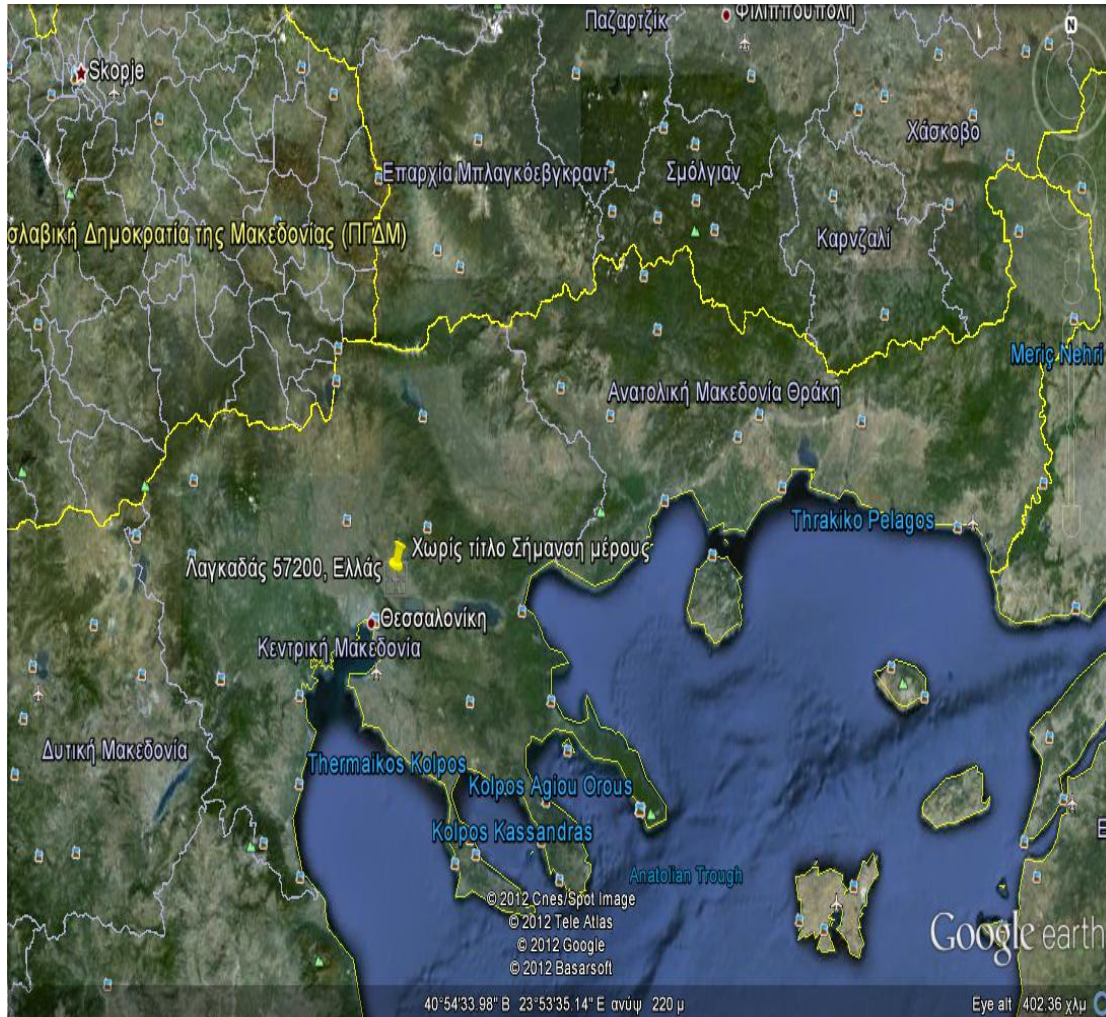 Παζαρτζίκ
Φιλιππούπολη
N
Skopje
Χάσκοβο
Επαρχία Μπλαγκόεβγκραντ
Σμόλγιαν
σλαβική Δημοκρατία της Μακεδονίας (ΠΓΔΜ)
Καρνζαλί
Meriç Nehri
Ανατολική Μακεδονία Θράκη
Thrakiko Pelagos
Χωρίς τίτλο Σήμανση μέρους
Λαγκαδάς 57200, Ελλάς
Θεσσαλονίκη
Κεντρική Μακεδονία
Δυτική Μακεδονία
Thermaikos Kolpos
Kolpos Agiou Orous
Kolpos Kassandras
Anatolian Trough
© 2012 Cnes/Spot Image
© 2012 Tele Atlas
© 2012 Google
© 2012 Basarsoft
Google earth
40°54'33.98" Β 23°53'35.14" Ε ανύψ 220 μ
Eye alt 402.36 χλμ